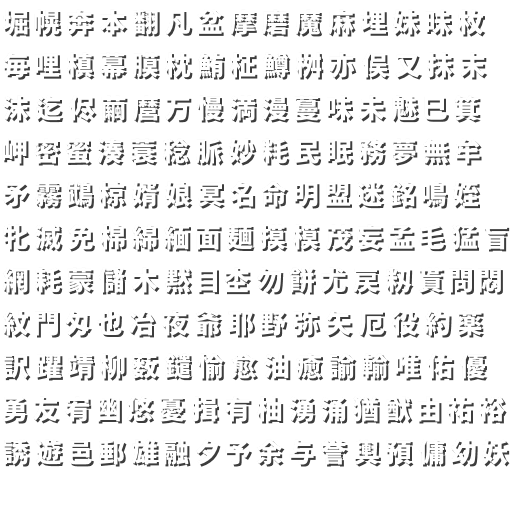 堀幌奔本翻凡盆摩磨魔麻埋妹昧枚
毎哩槙幕膜枕鮪柾鱒桝亦俣又抹末
沫迄侭繭麿万慢満漫蔓味未魅巳箕
岬密蜜湊蓑稔脈妙粍民眠務夢無牟
矛霧鵡椋婿娘冥名命明盟迷銘鳴姪
牝滅免棉綿緬面麺摸模茂妄孟毛猛盲
網耗蒙儲木黙目杢勿餅尤戻籾貰問悶
紋門匁也冶夜爺耶野弥矢厄役約薬
訳躍靖柳薮鑓愉愈油癒諭輸唯佑優
勇友宥幽悠憂揖有柚湧涌猶猷由祐裕
誘遊邑郵雄融夕予余与誉輿預傭幼妖